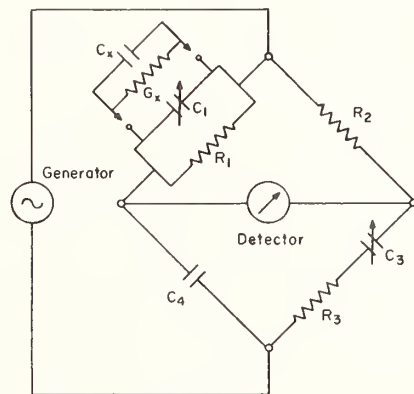 Cx
Gx
C1
R1
R2
Generator
Detector
C3
C4
R3